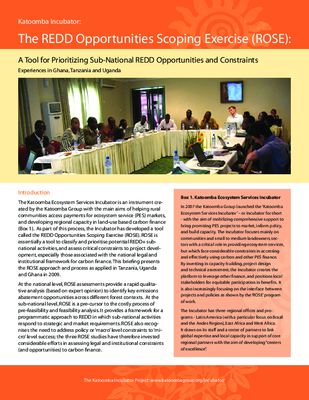 Katoomba Incubator:
The REDD Opportunities Scoping Exercise (ROSE):
A Tool for Prioritizing Sub-National REDD Opportunities and Constraints
Experiences in Ghana, Tanzania and Uganda
Introduction
The Katoomba Ecosystem Services Incubator is an instrument cre-
ated by the Katoomba Group with the main aims of helping rural
communities access payments for ecosystem service (PES) markets,
and developing regional capacity in land-use based carbon finance
(Box 1). As part of this process, the Incubator has developed a tool
called the REDD Opportunities Scoping Exercise (ROSE). ROSE is
essentially a tool to classify and prioritise potential REDD+ sub-
national activities, and assess critical constraints to project devel-
opment, especially those associated with the national legal and
institutional framework for carbon finance. This briefing presents
the ROSE approach and process as applied in Tanzania, Uganda
and Ghana in 2009.
At the national level, ROSE assessments provide a rapid qualita-
tive analysis (based on expert opinion) to identify key emissions
abatement opportunities across different forest contexts. At the
sub-national level, ROSE is a pre-cursor to the costly process of
pre-feasibility and feasibility analysis. It provides a framework for a
programmatic approach to REDD in which sub-national activities
respond to strategic and market requirements. ROSE also recog-
nises the need to address policy or 'macro' level constraints to 'mi-
cro' level success; the three ROSE studies have therefore invested
considerable efforts in assessing legal and institutional constraints
(and opportunities) to carbon finance.
Box 1. Katoomba Ecosystem Services Incubator
In 2007 the Katoomba Group launched the 'Katoomba
Ecosystem Services Incubator' – or Incubator for short
– with the aim of mobilizing comprehensive support to
bring promising PES projects to market, inform policy,
and build capacity. The Incubator focuses mainly on
communities and small to medium landowners, sec-
tors with a critical role in providing ecosystem services,
but which face considerable constraints in accessing
and effectively using carbon and other PES finance.
By investing in capacity building, project design
and technical assessment, the Incubator creates the
platform to leverage other finances, and positions local
stakeholders for equitable participation in benefits. It
is also increasingly focusing on the interface between
projects and policies as shown by the 'ROSE' program
of work.
The Incubator has three regional offices and pro-
grams - Latin America (with a particular focus on Brazil
and the Andes Region), East Africa and West Africa.
It draws on its staff and a roster of partners to link
global expertise and local capacity in support of core
regional partners with the aim of developing "centers
of excellence".